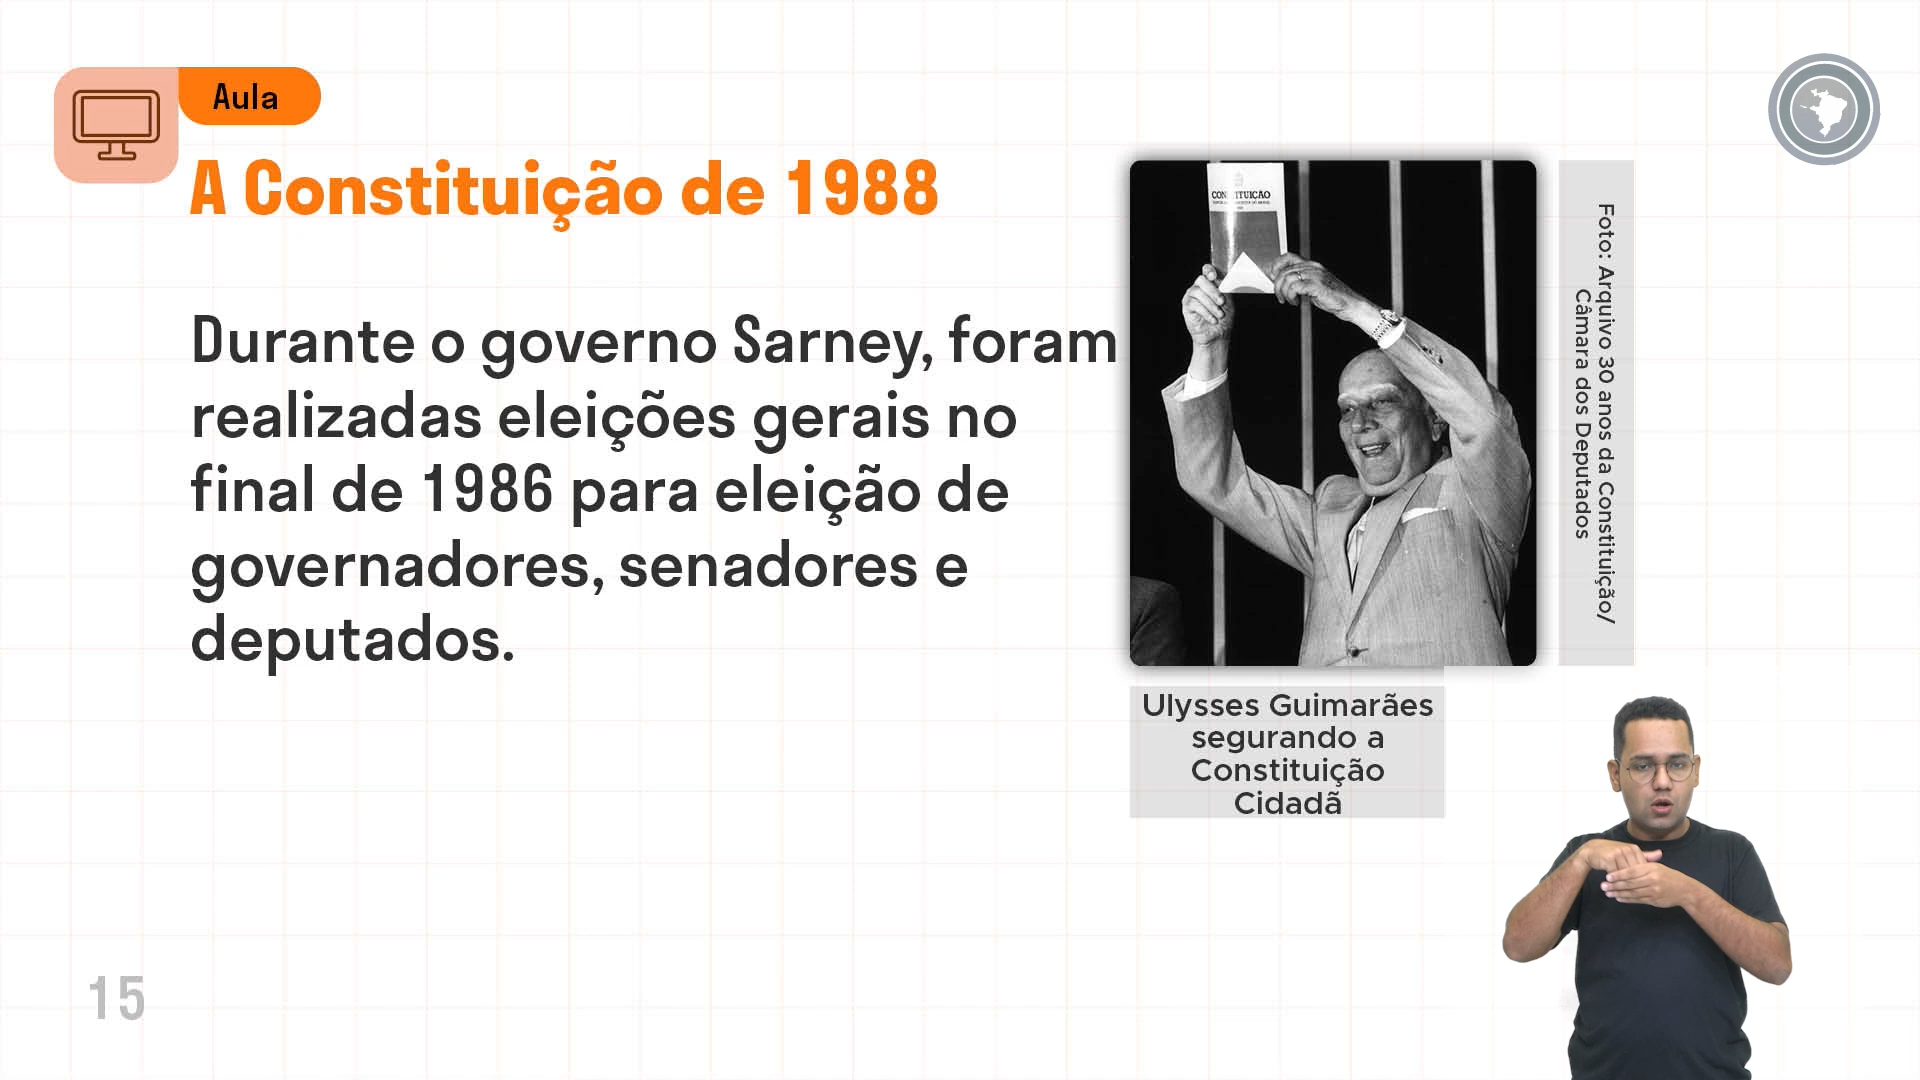 Aula
A Constituição de 1988
Durante o governo Sarney, foram
realizadas eleições gerais no
final de 1986 para eleição de
governadores, senadores e
deputados.
CONSTITUIÇÃO
Foto: Arquivo 30 anos da Constituição/
Câmara dos Deputados
Ulysses Guimarães
segurando a
Constituição
Cidadã
15